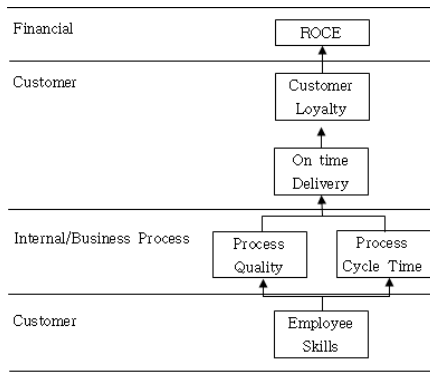 Financial
ROCE
Customer
Customer
Loyalty
On time
Delivery
Internal/Business Process
Process
Quality
Process
Cycle Time
Customer
Employee
Skills